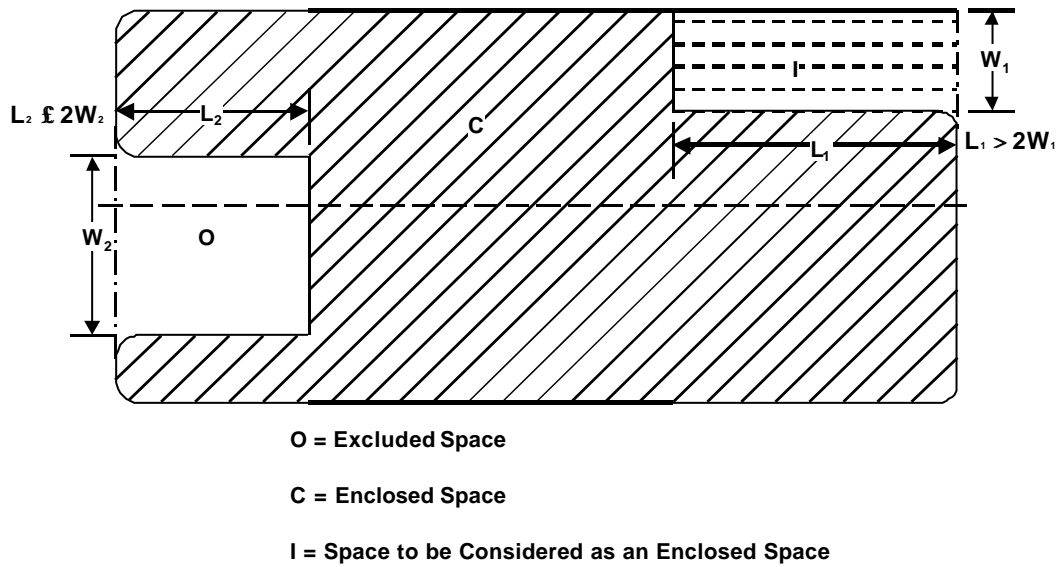 I
W₁
L₂ £ 2W₂
L₂
C
L₁
L₁ > 2W₁
W₂
O
O = Excluded Space
C = Enclosed Space
I = Space to be Considered as an Enclosed Space